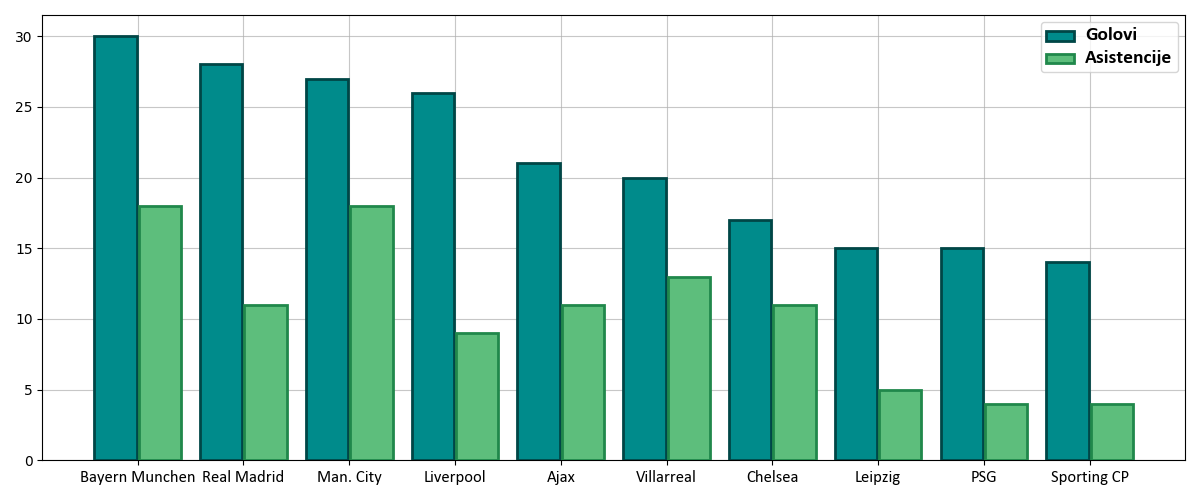 Golovi
Asistencije
30
25
20
15
10
5
0
Bayern Munchen Real Madrid Man. City Liverpool Ajax Villarreal Chelsea Leipzig PSG Sporting CP